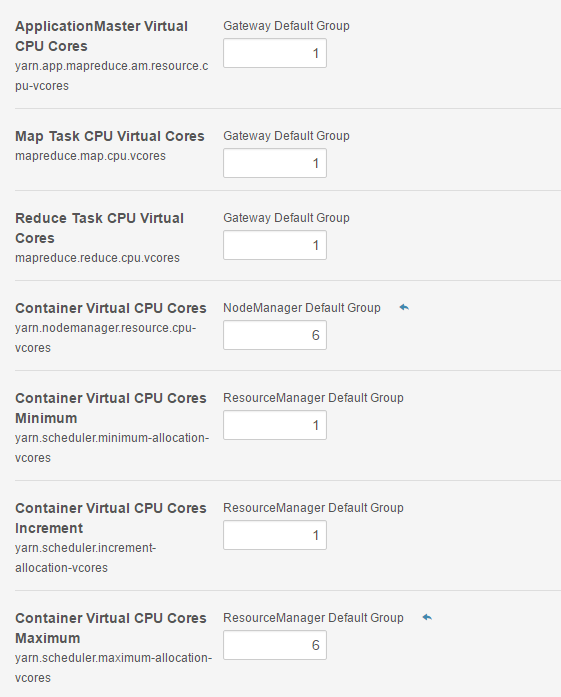 ApplicationMaster Virtual
CPU Cores
yarn.app.mapreduce.am.resource.c
pu-vcores
Gateway Default Group
1
Map Task CPU Virtual Cores
mapreduce.map.cpu.vcores
Gateway Default Group
1
Reduce Task CPU Virtual
Cores
mapreduce.reduce.cpu.vcores
Gateway Default Group
1
Container Virtual CPU Cores
yarn.nodemanager.resource.cpu-
vcores
NodeManager Default Group
6
Container Virtual CPU Cores
Minimum
yarn.scheduler.minimum-allocation-
vcores
ResourceManager Default Group
1
Container Virtual CPU Cores
Increment
yarn.scheduler.increment-
allocation-vcores
ResourceManager Default Group
1
Container Virtual CPU Cores
Maximum
yarn.scheduler.maximum-allocation-
vcores
ResourceManager Default Group
6